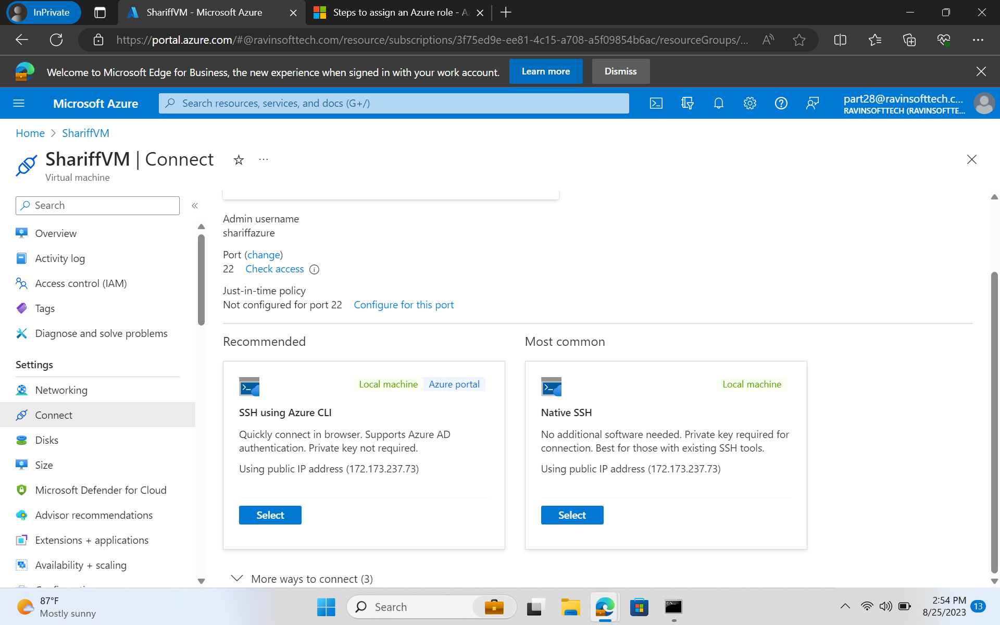 InPrivate
ShariffVM - Microsoft Azure
Steps to assign an Azure role - A
https://portal.azure.com/#@ravinsofttech.com/resource/subscriptions/3f75ed9e-ee81-4c15-a708-a5f09854b6ac/resourceGroups/...
Welcome to Microsoft Edge for Business, the new experience when signed in with your work account.
Learn more
Dismiss
Microsoft Azure
Search resources, services, and docs (G+/)
part28@ravinsofttech.c...
RAVINSOFTTECH (RAVINSOFTTE...
Home > ShariffVM
ShariffVM | Connect
Virtual machine
Search
Overview
Activity log
Access control (IAM)
Tags
Diagnose and solve problems
Settings
Networking
Connect
Disks
Size
Microsoft Defender for Cloud
Advisor recommendations
Extensions + applications
Availability + scaling
Admin username
shariffazure
Port (change)
22 Check access
Just-in-time policy
Not configured for port 22 Configure for this port
Recommended
Local machine Azure portal
SSH using Azure CLI
Quickly connect in browser. Supports Azure AD
authentication. Private key not required.
Using public IP address (172.173.237.73)
Select
Most common
Local machine
Native SSH
No additional software needed. Private key required for
connection. Best for those with existing SSH tools.
Using public IP address (172.173.237.73)
Select
More ways to connect (3)
87°F
Mostly sunny
Search
2:54 PM
8/25/2023
13